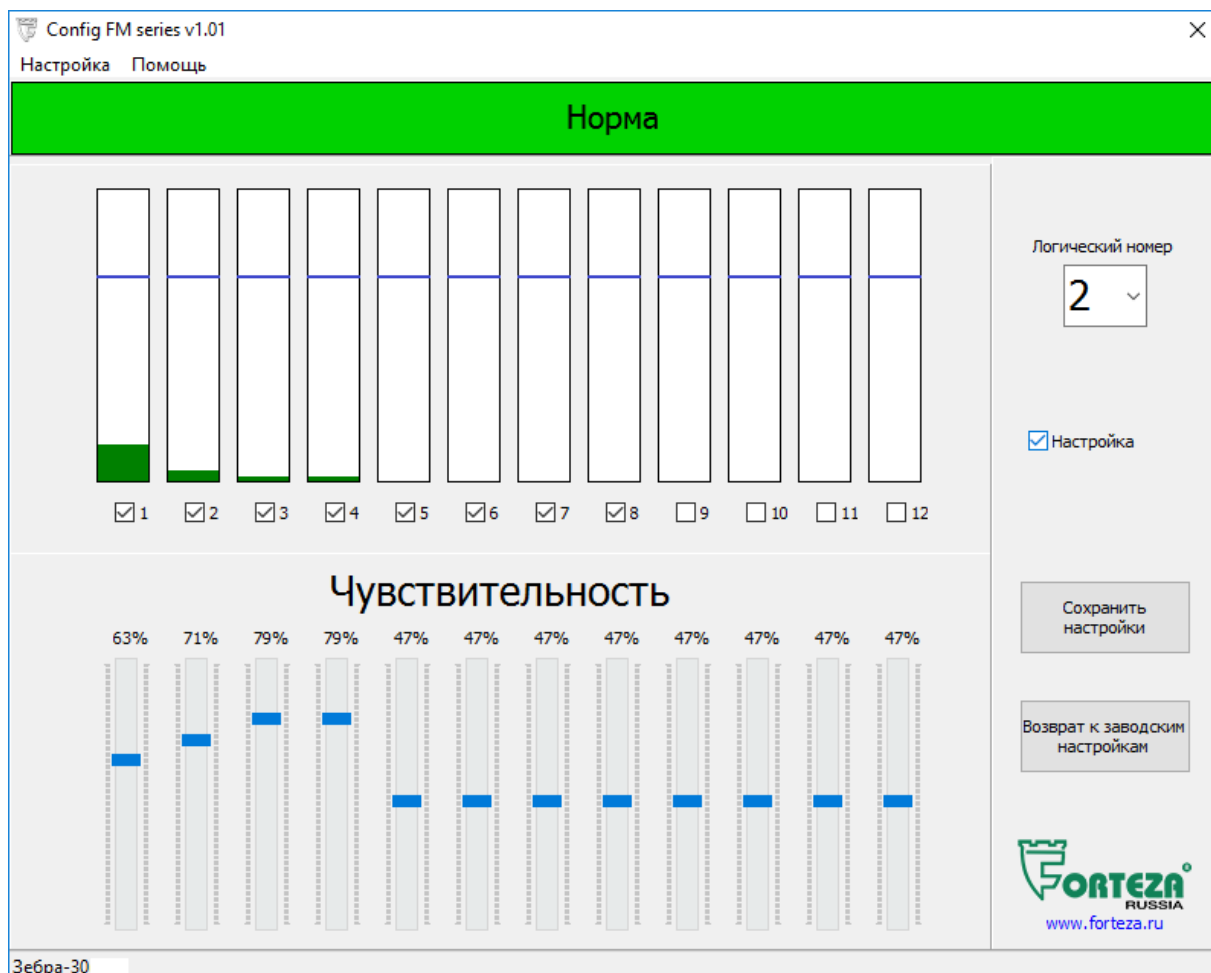 Config FM series v1.01
Настройка Помощь
Норма
Логический номер
2
Настройка
1 2 3 4 5 6 7 8 9 10 11 12
Чувствительность
63% 71% 79% 79% 47% 47% 47% 47% 47% 47% 47% 47%
Сохранить
настройки
Возврат к заводским
настройкам
FORTEZA®
RUSSIA
www.forteza.ru
Зебра-30